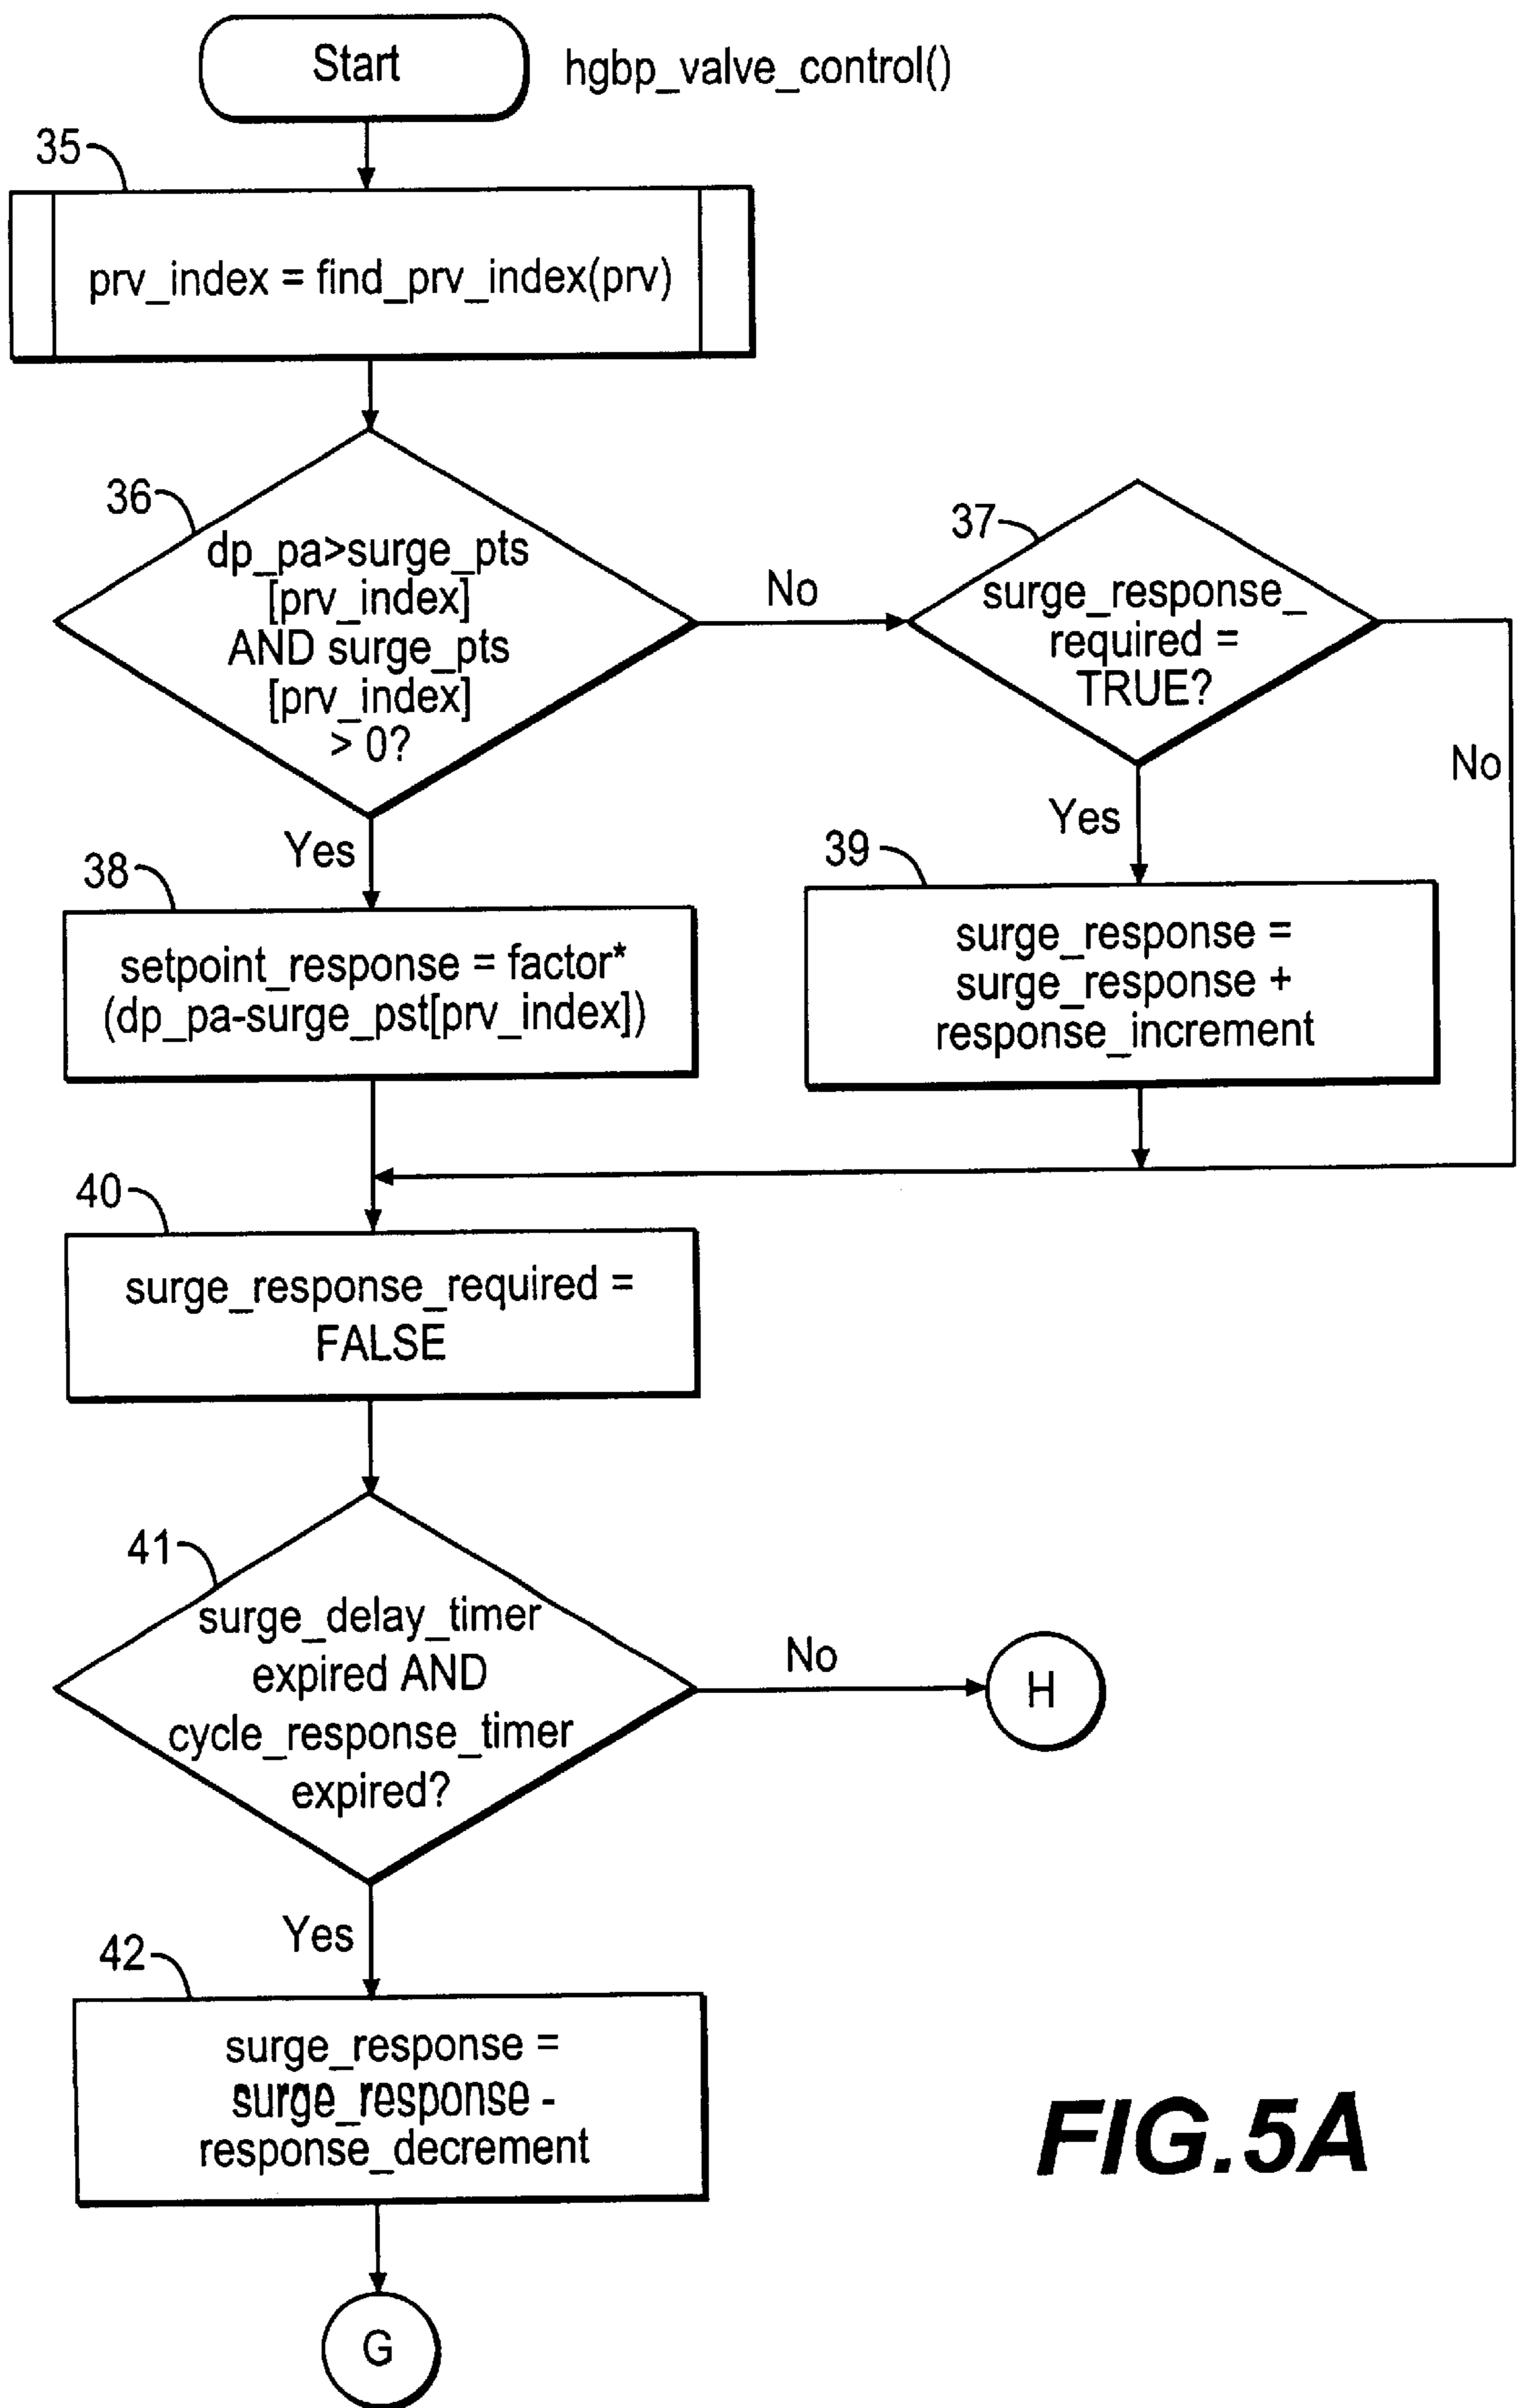 Start
hgbp_valve_control()
35
prv_index = find_prv_index(prv)
36
dp_pa>surge_pts
[prv_index]
AND surge_pts
[prv_index]
> 0?
No
37
surge_response_
required =
TRUE?
No
Yes
Yes
38
setpoint_response = factor*
(dp_pa-surge_pst[prv_index])
39
surge_response =
surge_response +
response_increment
40
surge_response_required =
FALSE
41
surge_delay_timer
expired AND
cycle_response_timer
expired?
No
H
Yes
42
surge_response =
surge_response -
response_decrement
G
FIG.5A